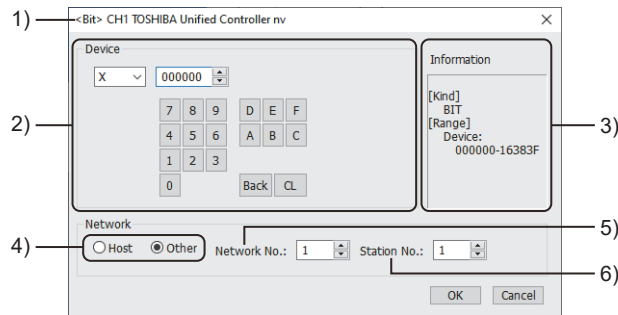 1)
<Bit> CH1 TOSHIBA Unified Controller nv
Device
X 000000
7 8 9 D E F
4 5 6 A B C
1 2 3
0 Back CL
2)
Information
[Kind]
BIT
[Range]
Device:
000000-16383F
3)
Network
4)
Host Other Network No.: 1 Station No.: 1
5)
6)
OK Cancel